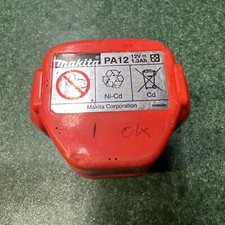 makita PA12 12V 1.3Ah
Ni-Cd Cd
Makita Corporation
1 ok